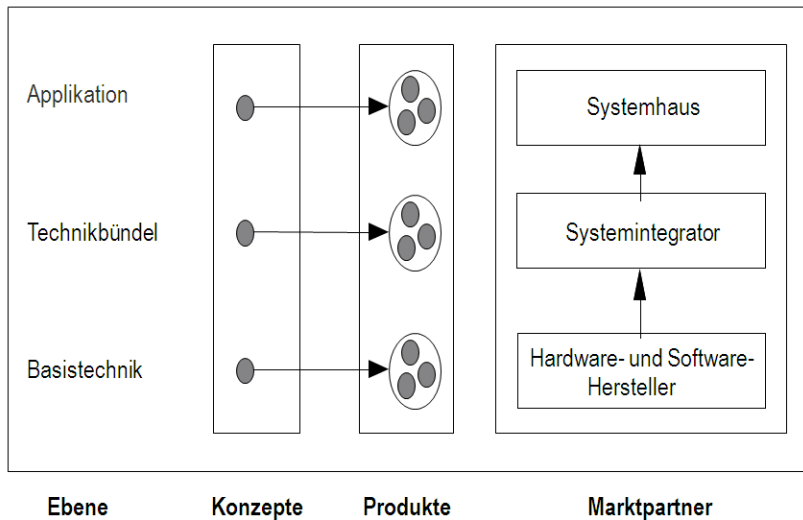 Applikation
Systemhaus
Technikbündel
Systemintegrator
Basistechnik
Hardware- und Software-
Hersteller
Ebene Konzepte Produkte Marktpartner